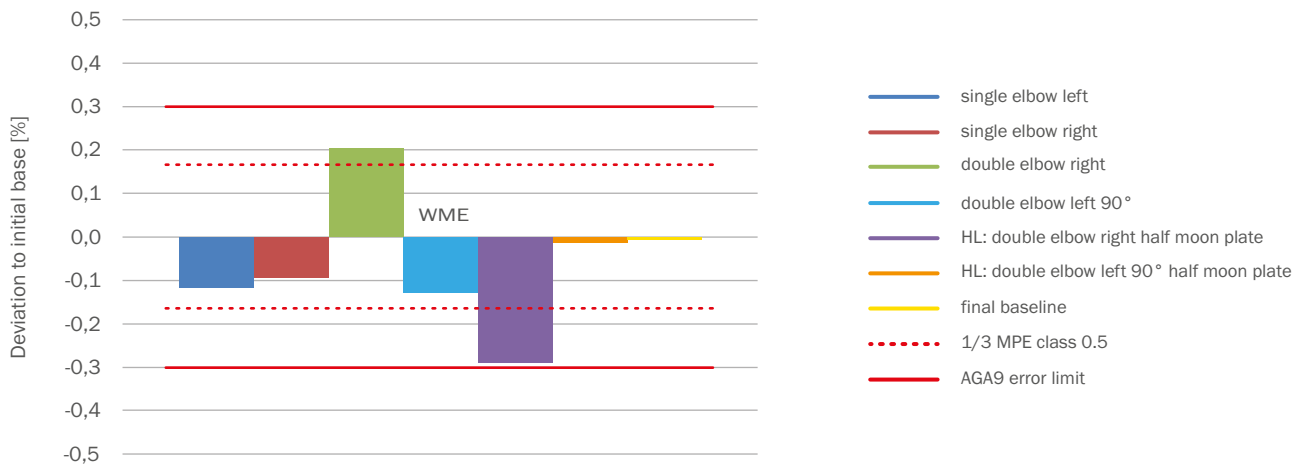 0,5
0,4
0,3
0,2
0,1
0,0
-0,1
-0,2
-0,3
-0,4
-0,5
Deviation to initial base [%]
WME
single elbow left
single elbow right
double elbow right
double elbow left 90°
HL: double elbow right half moon plate
HL: double elbow left 90° half moon plate
final baseline
1/3 MPE class 0.5
AGA9 error limit